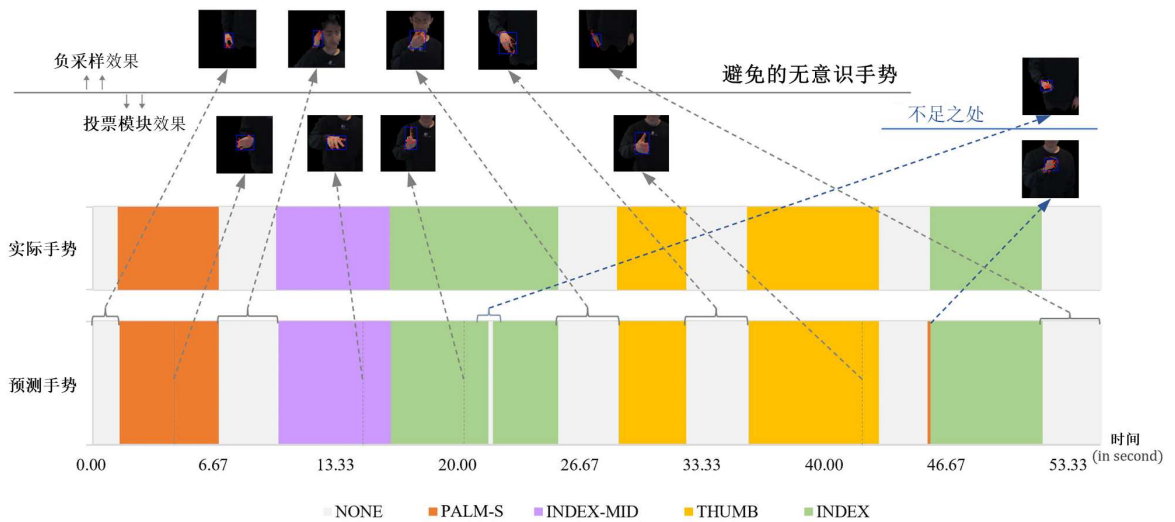 负采样效果
避免的无意识手势
投票模块效果
不足之处
实际手势
预测手势
时间
(in second)
0.00 6.67 13.33 20.00 26.67 33.33 40.00 46.67 53.33
NONE PALM-S INDEX-MID THUMB INDEX